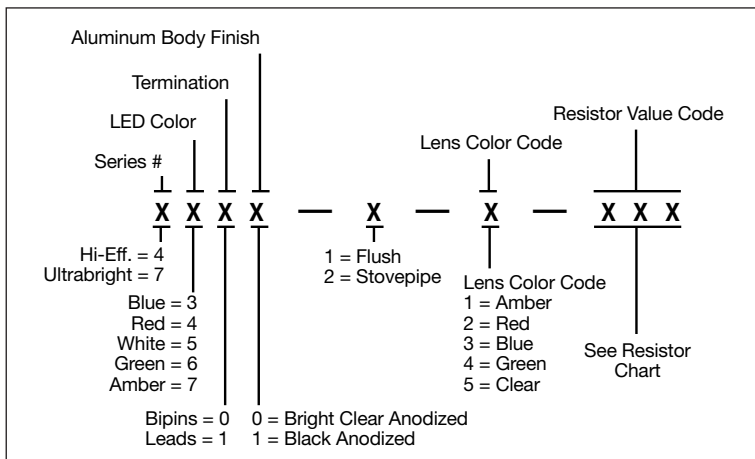 Aluminum Body Finish
Termination
LED Color
Series #
Lens Color Code
Resistor Value Code
X X X X — X — X — X X X
Hi-Eff. = 4
Ultrabright = 7
1 = Flush
2 = Stovepipe
Blue = 3
Red = 4
White = 5
Green = 6
Amber = 7
Lens Color Code
1 = Amber
2 = Red
3 = Blue
4 = Green
5 = Clear
See Resistor
Chart
Bipins = 0
Leads = 1
0 = Bright Clear Anodized
1 = Black Anodized